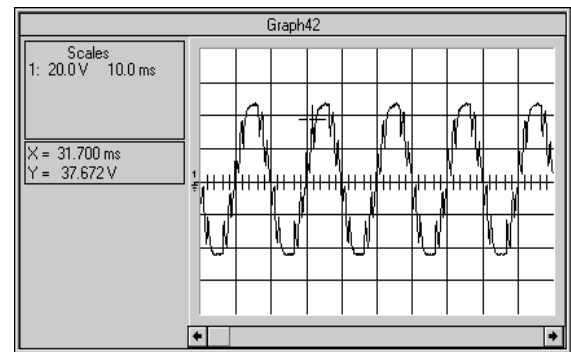 Graph42
Scales
1: 20.0 V 10.0 ms
X = 31.700 ms
Y = 37.672 V
1